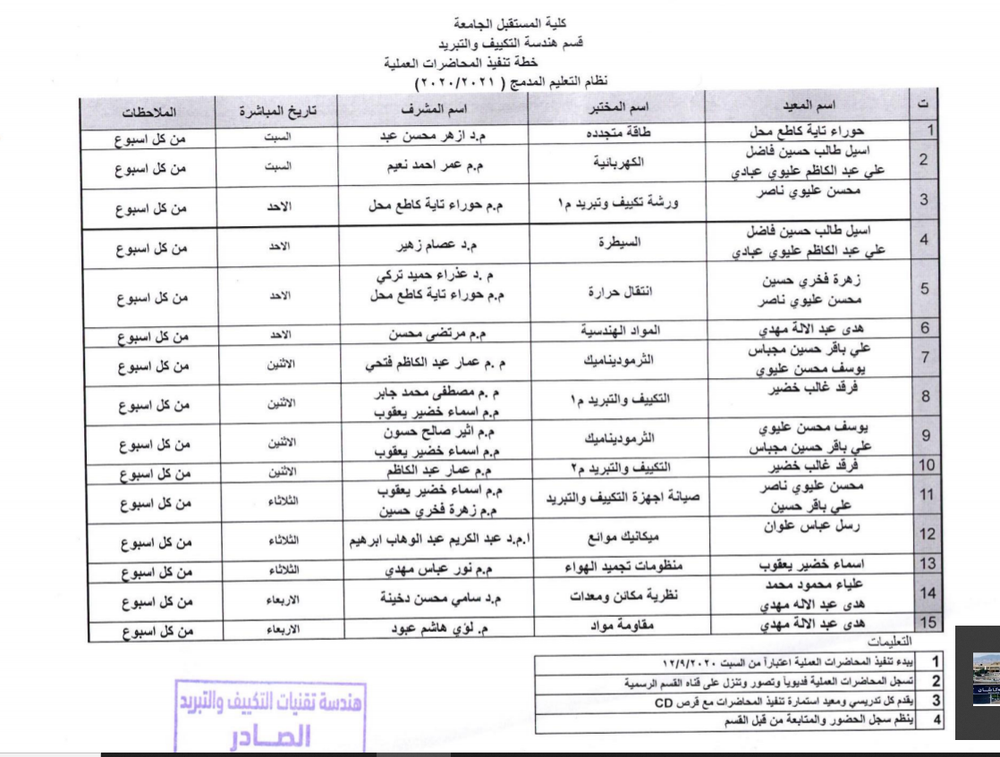 كلية المستقبل الجامعة
قسم هندسة التكييف والتبريد
خطة تنفيذ المحاضرات العملية
نظام التعليم المدمج ( ٢٠٢٠/٢٠٢١)
ت اسم المعيد اسم المختبر اسم المشرف تاريخ المباشرة الملاحظات
1 حوراء تاية كاطع محل طاقة متجدده م.د ازهر محسن عبد السبت من كل اسبوع
2 اسيل طالب حسين فاضل الكهربائية م.م عمر احمد نعيم السبت من كل اسبوع
علي عبد الكاظم عليوي عبادي
3 محسن عليوي ناصر ورشة تكييف وتبريد م١ م.م حوراء تاية كاطع محل الاحد من كل اسبوع
4 اسيل طالب حسين فاضل السيطرة م.د عصام زهير الاحد من كل اسبوع
علي عبد الكاظم عليوي عبادي
5 زهرة فخري حسين انتقال حرارة م.د عذراء حميد تركي الاحد من كل اسبوع
محسن عليوي ناصر م.م حوراء تاية كاطع محل
6 هدى عبد الالة مهدي المواد الهندسية م.م مرتضى محسن الاحد من كل اسبوع
7 علي باقر حسين مجباس الثرموديناميك م.م عمار عبد الكاظم فتحي الاثنين من كل اسبوع
يوسف محسن عليوي
8 فرقد غالب خضير التكييف والتبريد م١ م.م مصطفى محمد جابر الاثنين من كل اسبوع
م.م اسماء خضير يعقوب
9 يوسف محسن عليوي الثرموديناميك م.م اثير صالح حسون الاثنين من كل اسبوع
علي باقر حسين مجباس م.م اسماء خضير يعقوب
10 فرقد غالب خضير التكييف والتبريد م٢ م.م عمار عبد الكاظم الاثنين من كل اسبوع
11 محسن عليوي ناصر صيانة اجهزة التكييف والتبريد م.م اسماء خضير يعقوب الثلاثاء من كل اسبوع
علي باقر حسين م.م زهرة فخري حسين
12 رسل عباس علوان ميكانيك موائع ا.م.د عبد الكريم عبد الوهاب ابرهيم الثلاثاء من كل اسبوع
13 اسماء خضير يعقوب منظومات تجميد الهواء م.م نور عباس مهدي الثلاثاء من كل اسبوع
14 علياء محمود محمد نظرية مكائن ومعدات م.د سامي محسن دخينة الاربعاء من كل اسبوع
هدى عبد الاله مهدي
15 هدى عبد الالة مهدي مقاومة مواد م. لؤي هاشم عبود الاربعاء من كل اسبوع
التعليمات
1 يبدء تنفيذ المحاضرات العملية اعتباراً من السبت ١٢/٩/٢٠٢٠
2 تسجل المحاضرات العملية فديوياً وتصور وتنزل على قناه القسم الرسمية
3 يقدم كل تدريسي ومعيد استمارة تنفيذ المحاضرات مع قرص CD
4 ينظم سجل الحضور والمتابعة من قبل القسم
هندسة تقنيات التكييف والتبريد
الصادر